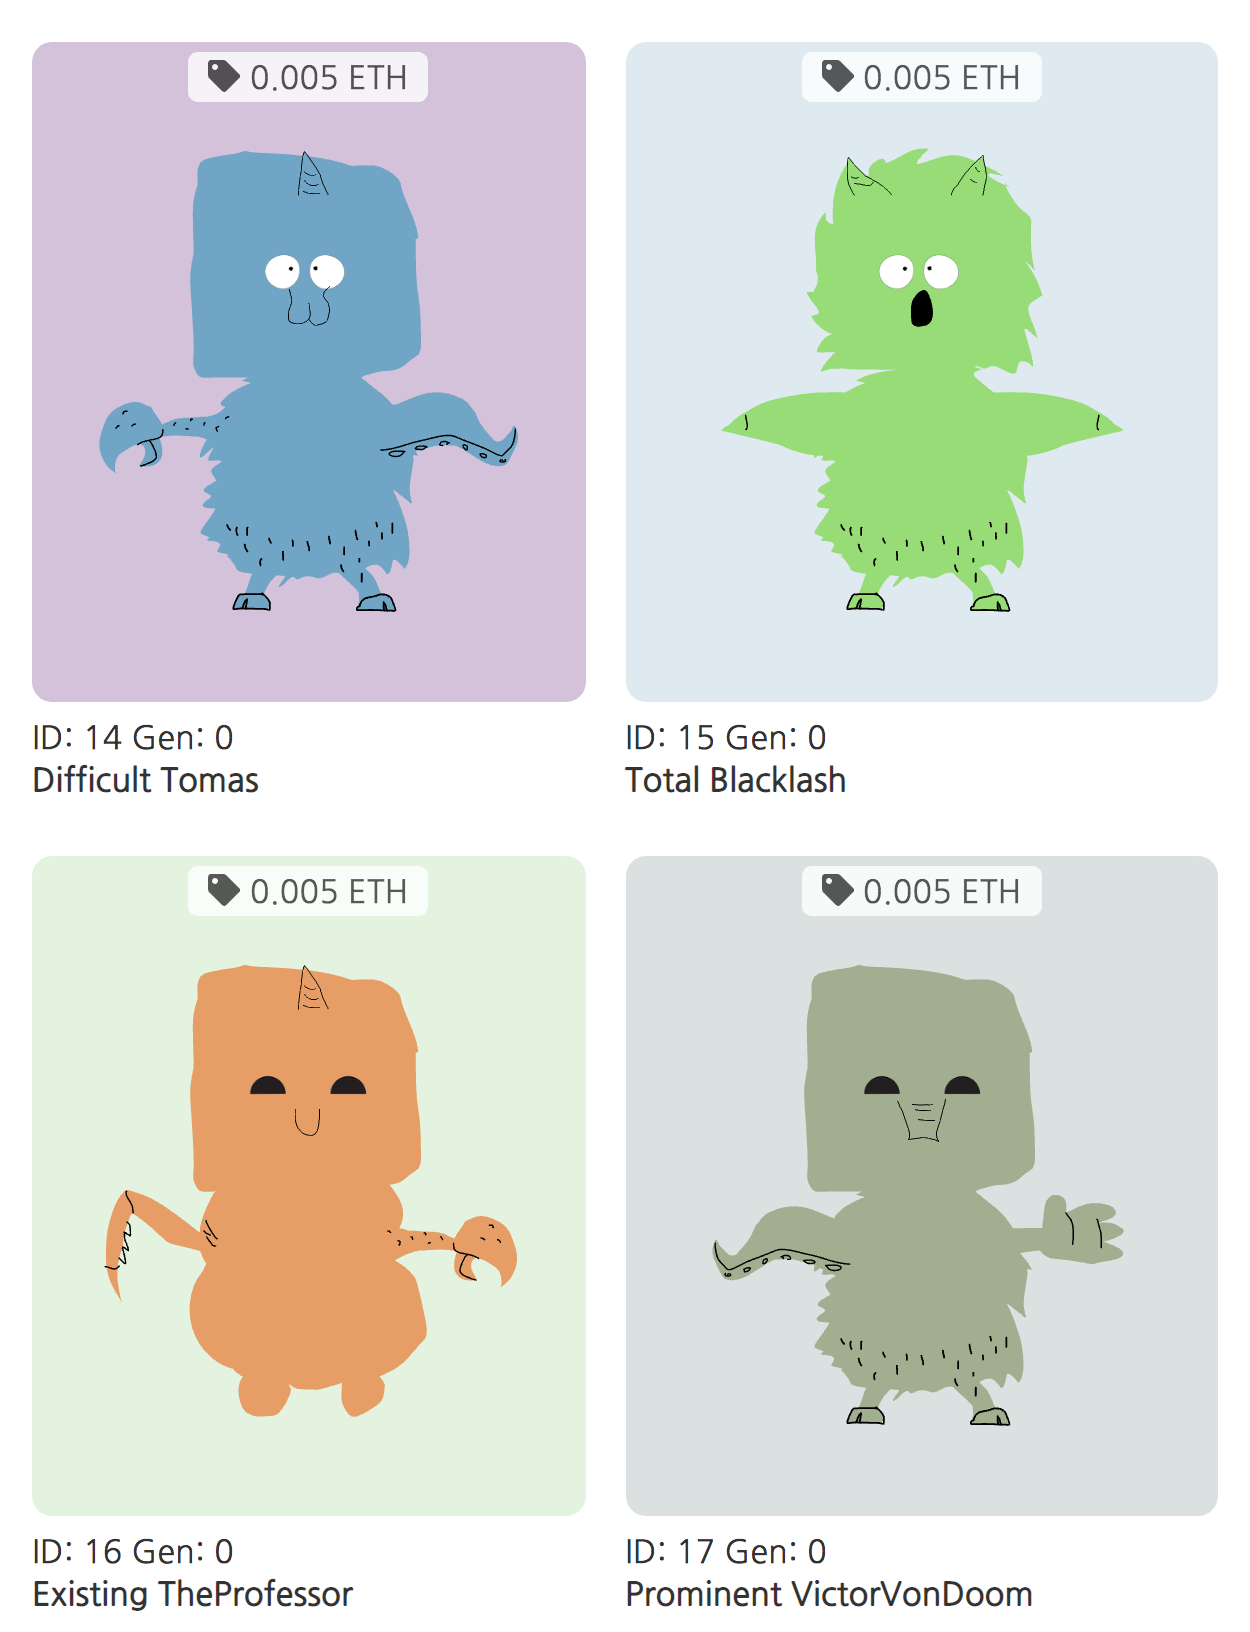 0.005 ETH
0.005 ETH
ID: 14 Gen: 0
Difficult Tomas
ID: 15 Gen: 0
Total Blacklash
0.005 ETH
0.005 ETH
ID: 16 Gen: 0
Existing TheProfessor
ID: 17 Gen: 0
Prominent VictorVonDoom